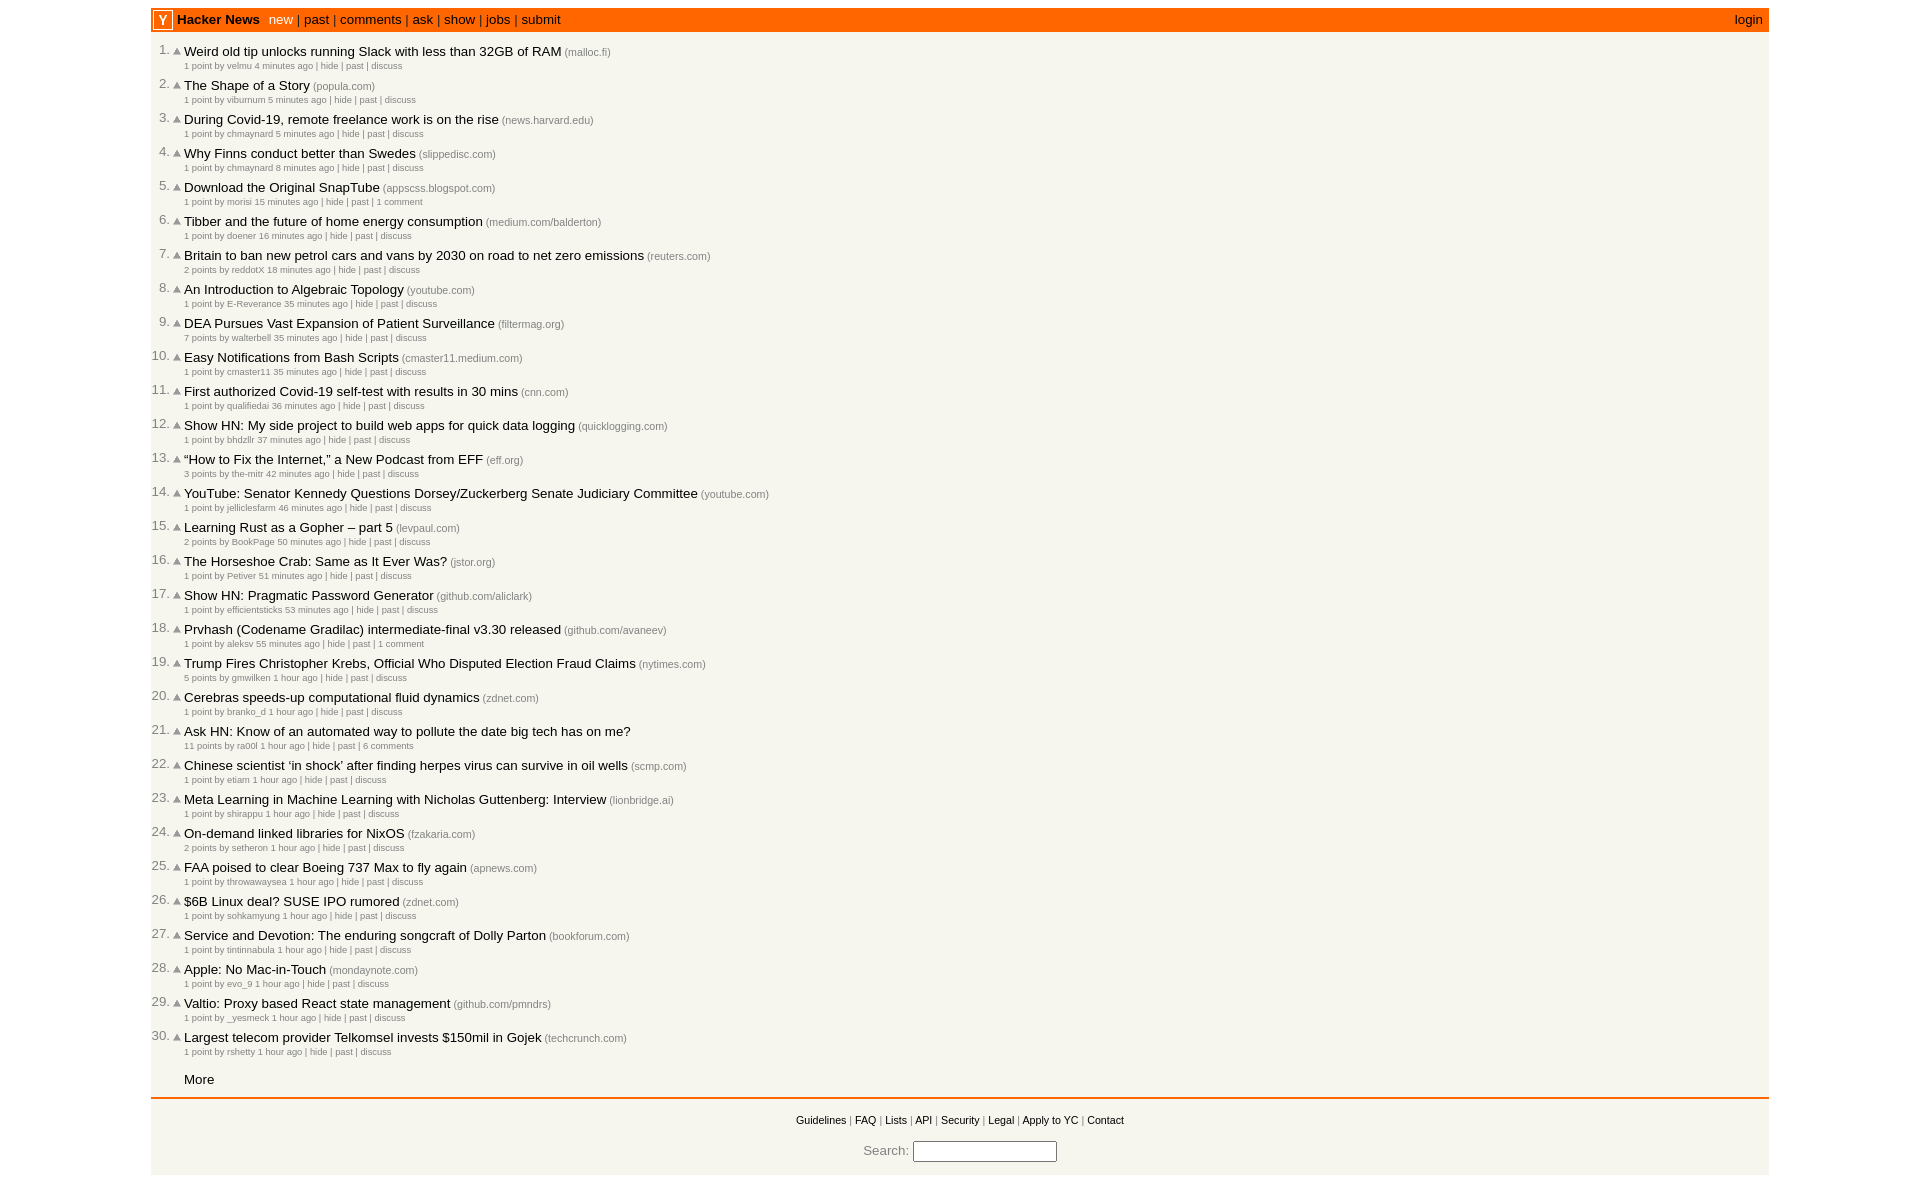 Y Hacker News new | past | comments | ask | show | jobs | submit login
1. Weird old tip unlocks running Slack with less than 32GB of RAM (malloc.fi)
1 point by velmu 4 minutes ago | hide | past | discuss
2. The Shape of a Story (popula.com)
1 point by viburnum 5 minutes ago | hide | past | discuss
3. During Covid-19, remote freelance work is on the rise (news.harvard.edu)
1 point by chmaynard 5 minutes ago | hide | past | discuss
4. Why Finns conduct better than Swedes (slippedisc.com)
1 point by chmaynard 8 minutes ago | hide | past | discuss
5. Download the Original SnapTube (appscss.blogspot.com)
1 point by morisi 15 minutes ago | hide | past | 1 comment
6. Tibber and the future of home energy consumption (medium.com/balderton)
1 point by doener 16 minutes ago | hide | past | discuss
7. Britain to ban new petrol cars and vans by 2030 on road to net zero emissions (reuters.com)
2 points by reddotX 18 minutes ago | hide | past | discuss
8. An Introduction to Algebraic Topology (youtube.com)
1 point by E-Reverance 35 minutes ago | hide | past | discuss
9. DEA Pursues Vast Expansion of Patient Surveillance (filtermag.org)
7 points by walterbell 35 minutes ago | hide | past | discuss
10. Easy Notifications from Bash Scripts (cmaster11.medium.com)
1 point by cmaster11 35 minutes ago | hide | past | discuss
11. First authorized Covid-19 self-test with results in 30 mins (cnn.com)
1 point by qualifiedai 36 minutes ago | hide | past | discuss
12. Show HN: My side project to build web apps for quick data logging (quicklogging.com)
1 point by bhdzllr 37 minutes ago | hide | past | discuss
13. “How to Fix the Internet,” a New Podcast from EFF (eff.org)
3 points by the-mitr 42 minutes ago | hide | past | discuss
14. YouTube: Senator Kennedy Questions Dorsey/Zuckerberg Senate Judiciary Committee (youtube.com)
1 point by jelliclesfarm 46 minutes ago | hide | past | discuss
15. Learning Rust as a Gopher – part 5 (levpaul.com)
2 points by BookPage 50 minutes ago | hide | past | discuss
16. The Horseshoe Crab: Same as It Ever Was? (jstor.org)
1 point by Petiver 51 minutes ago | hide | past | discuss
17. Show HN: Pragmatic Password Generator (github.com/aliclark)
1 point by efficientsticks 53 minutes ago | hide | past | discuss
18. Prvhash (Codename Gradilac) intermediate-final v3.30 released (github.com/avaneev)
1 point by aleksv 55 minutes ago | hide | past | 1 comment
19. Trump Fires Christopher Krebs, Official Who Disputed Election Fraud Claims (nytimes.com)
5 points by gmwilken 1 hour ago | hide | past | discuss
20. Cerebras speeds-up computational fluid dynamics (zdnet.com)
1 point by branko_d 1 hour ago | hide | past | discuss
21. Ask HN: Know of an automated way to pollute the date big tech has on me?
11 points by ra00l 1 hour ago | hide | past | 6 comments
22. Chinese scientist ‘in shock’ after finding herpes virus can survive in oil wells (scmp.com)
1 point by etiam 1 hour ago | hide | past | discuss
23. Meta Learning in Machine Learning with Nicholas Guttenberg: Interview (lionbridge.ai)
1 point by shirappu 1 hour ago | hide | past | discuss
24. On-demand linked libraries for NixOS (fzakaria.com)
2 points by setheron 1 hour ago | hide | past | discuss
25. FAA poised to clear Boeing 737 Max to fly again (apnews.com)
1 point by throwawaysea 1 hour ago | hide | past | discuss
26. $6B Linux deal? SUSE IPO rumored (zdnet.com)
1 point by sohkamyung 1 hour ago | hide | past | discuss
27. Service and Devotion: The enduring songcraft of Dolly Parton (bookforum.com)
1 point by tintinnabula 1 hour ago | hide | past | discuss
28. Apple: No Mac-in-Touch (mondaynote.com)
1 point by evo_9 1 hour ago | hide | past | discuss
29. Valtio: Proxy based React state management (github.com/pmndrs)
1 point by _yesmeck 1 hour ago | hide | past | discuss
30. Largest telecom provider Telkomsel invests $150mil in Gojek (techcrunch.com)
1 point by rshetty 1 hour ago | hide | past | discuss
More
Guidelines | FAQ | Lists | API | Security | Legal | Apply to YC | Contact
Search: